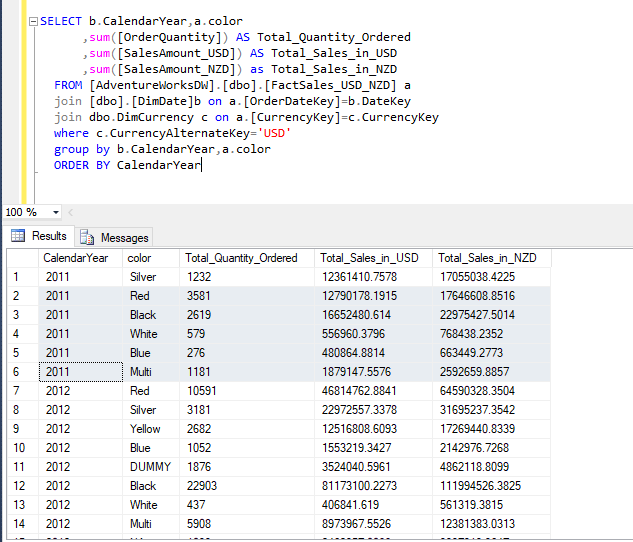 SELECT b.CalendarYear,a.color
,sum([OrderQuantity]) AS Total_Quantity_Ordered
,sum([SalesAmount_USD]) AS Total_Sales_in_USD
,sum([SalesAmount_NZD]) as Total_Sales_in_NZD
FROM [AdventureWorksDW].[dbo].[FactSales_USD_NZD] a
join [dbo].[DimDate]b on a.[OrderDateKey]=b.DateKey
join dbo.DimCurrency c on a.[CurrencyKey]=c.CurrencyKey
where c.CurrencyAlternateKey='USD'
group by b.CalendarYear,a.color
ORDER BY CalendarYear
100 %
Results Messages
CalendarYear color Total_Quantity_Ordered Total_Sales_in_USD Total_Sales_in_NZD
1 2011 Silver 1232 12361410.7578 17055038.4225
2 2011 Red 3581 12790178.1915 17646608.8516
3 2011 Black 2619 16652480.614 22975427.5014
4 2011 White 579 556960.3796 768438.2352
5 2011 Blue 276 480864.8814 663449.2773
6 2011 Multi 1181 1879147.5576 2592659.8857
7 2012 Red 10591 46814762.8841 64590328.3504
8 2012 Silver 3181 22972557.3378 31695237.3542
9 2012 Yellow 2682 12516808.6093 17269440.8339
10 2012 Blue 1052 1553219.3427 2142976.7268
11 2012 DUMMY 1876 3524040.5961 4862118.8099
12 2012 Black 22903 81173100.2273 111994526.3825
13 2012 White 437 406841.619 561319.3815
14 2012 Multi 5908 8973967.5526 12381383.0313